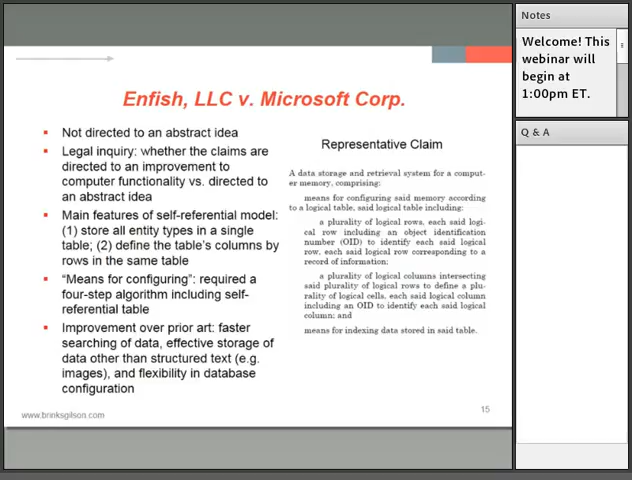 Enfish, LLC v. Microsoft Corp.
Not directed to an abstract idea
Legal inquiry: whether the claims are
directed to an improvement to
computer functionality vs. directed to
an abstract idea
Main features of self-referential model:
(1) store all entity types in a single
table; (2) define the table's columns by
rows in the same table
"Means for configuring": required a
four-step algorithm including self-
referential table
Improvement over prior art: faster
searching of data, effective storage of
data other than structured text (e.g.
images), and flexibility in database
configuration
Representative Claim
A data storage and retrieval system for a comput-
er memory, comprising:
means for configuring said memory according
to a logical table, said logical table including:
a plurality of logical rows, each said logi-
cal row including an object identification
number (OID) to identify each said logical
row, each said logical row corresponding to a
record of information;
a plurality of logical columns intersecting
said plurality of logical rows to define a plu-
rality of logical cells, each said logical column
including an OID to identify each said logical
column; and
means for indexing data stored in said table.
www.brinksgilson.com
15
Notes
Welcome! This
webinar will
begin at
1:00pm ET.
Q & A